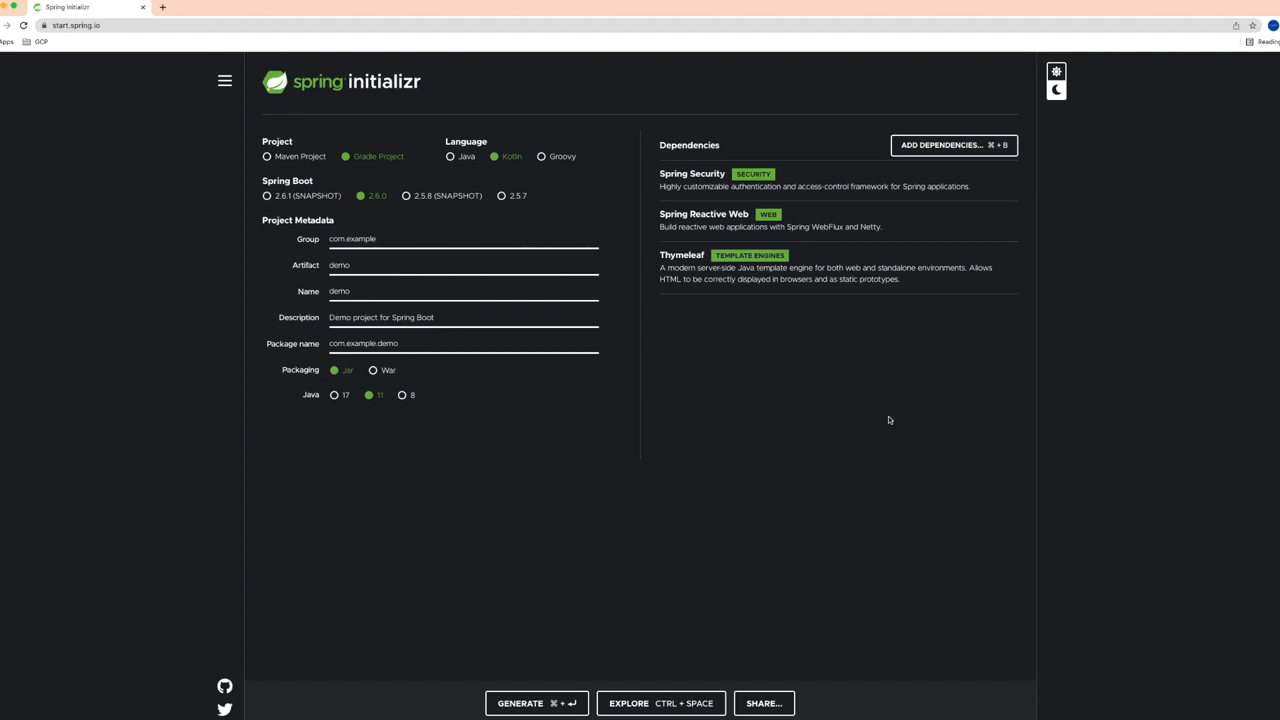 Spring Initializr
start.spring.io
Apps GCP
spring initializr
Project
Maven Project Gradle Project
Language
Java Kotlin Groovy
Spring Boot
2.6.1 (SNAPSHOT) 2.6.0 2.5.8 (SNAPSHOT) 2.5.7
Project Metadata
Group com.example
Artifact demo
Name demo
Description Demo project for Spring Boot
Package name com.example.demo
Packaging Jar War
Java 17 11 8
Dependencies
ADD DEPENDENCIES... ⌘ + B
Spring Security SECURITY
Highly customizable authentication and access-control framework for Spring applications.
Spring Reactive Web WEB
Build reactive web applications with Spring WebFlux and Netty.
Thymeleaf TEMPLATE ENGINES
A modern server-side Java template engine for both web and standalone environments. Allows
HTML to be correctly displayed in browsers and as static prototypes.
GENERATE ⌘ + ↵
EXPLORE CTRL + SPACE
SHARE...